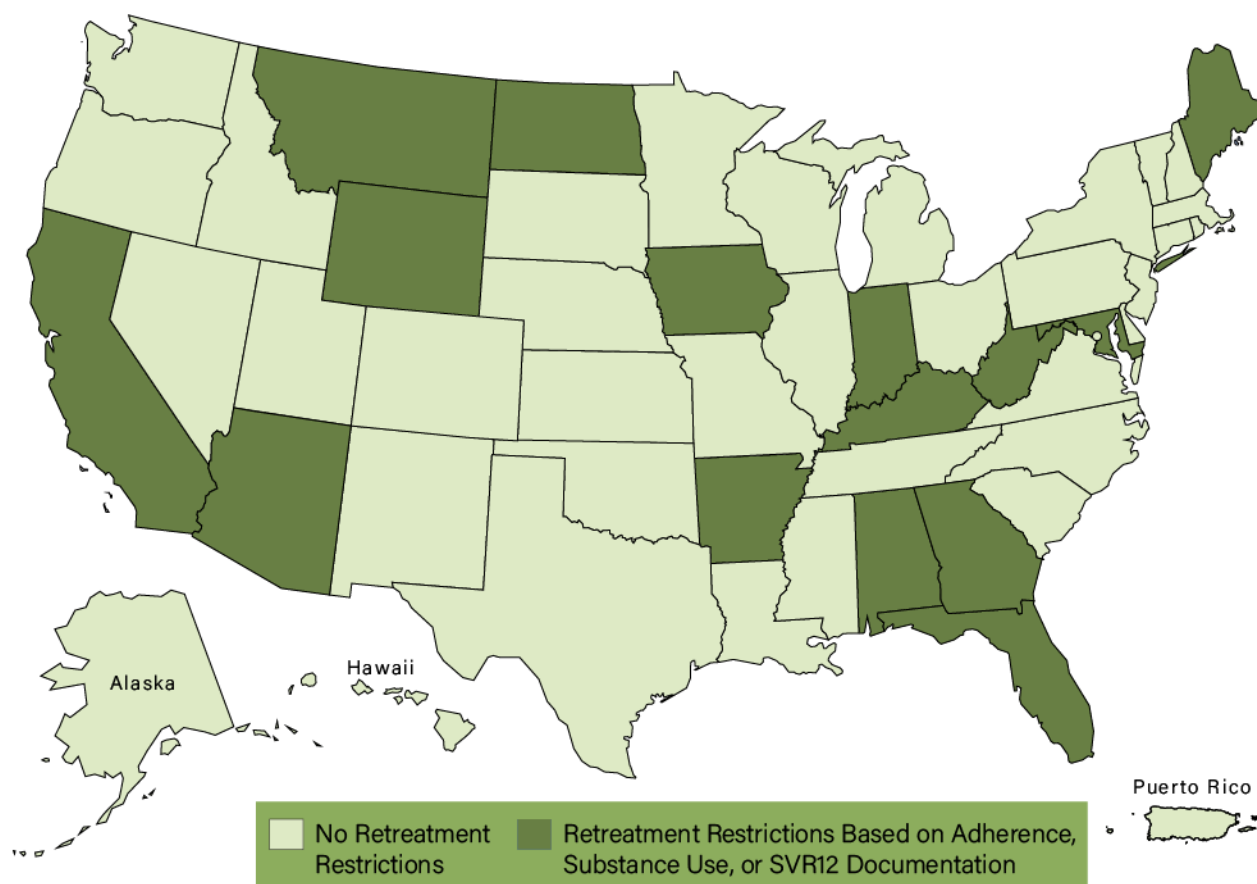 Alaska
Hawaii
Puerto Rico
No Retreatment
Restrictions
Retreatment Restrictions Based on Adherence,
Substance Use, or SVR12 Documentation